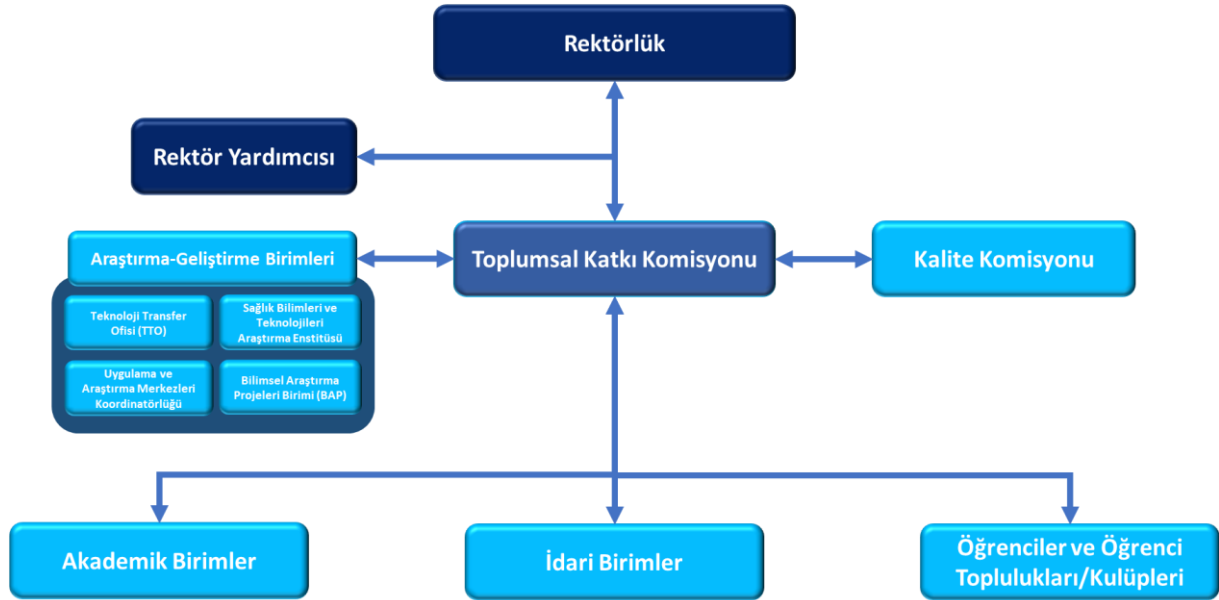 Rektörlük
Rektör Yardımcısı
Araştırma-Geliştirme Birimleri
Toplumsal Katkı Komisyonu
Kalite Komisyonu
Teknoloji Transfer
Ofisi (TTO)
Sağlık Bilimleri ve
Teknolojileri
Araştırma Enstitüsü
Uygulama ve
Araştırma Merkezleri
Koordinatörlüğü
Bilimsel Araştırma
Projeleri Birimi (BAP)
Akademik Birimler
İdari Birimler
Öğrenciler ve Öğrenci
Toplulukları/Kulüpleri